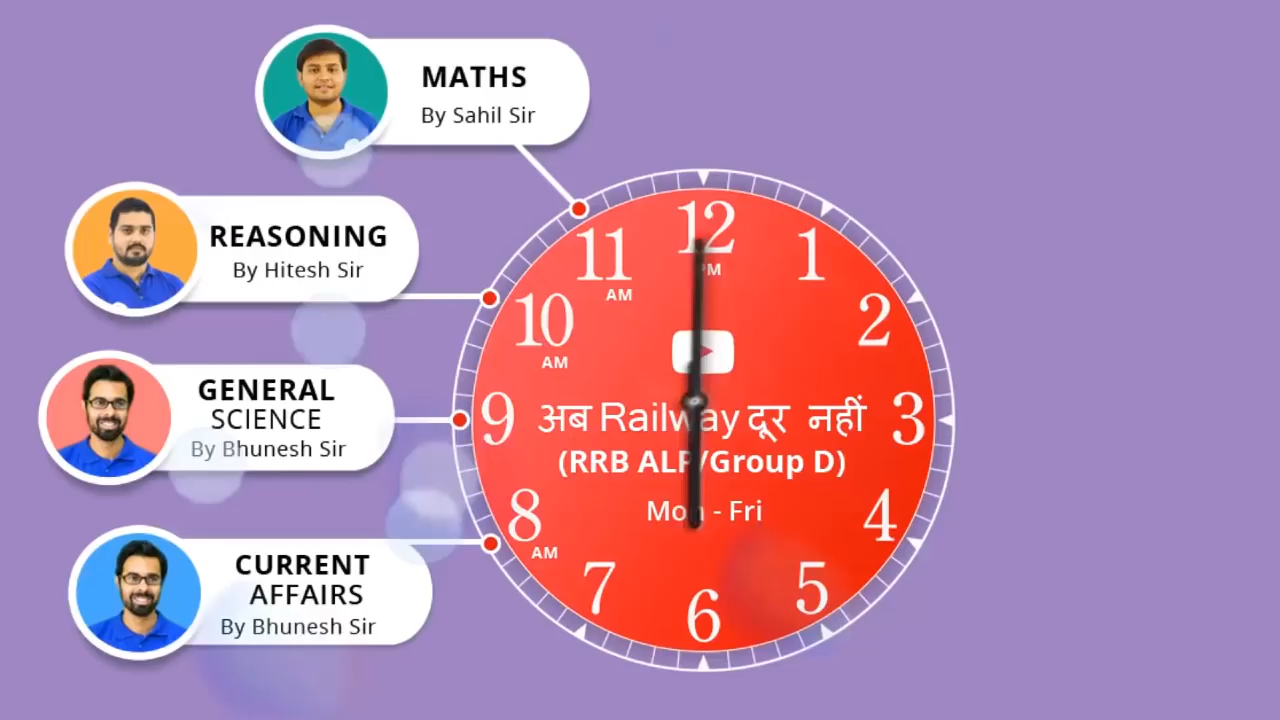 MATHS
By Sahil Sir
REASONING
By Hitesh Sir
GENERAL
SCIENCE
By Bhunesh Sir
CURRENT
AFFAIRS
By Bhunesh Sir
12
PM
11
AM
10
AM
9
8
AM
7
6
5
4
3
2
1
अब Railway दूर नहीं
(RRB ALP/Group D)
Mon - Fri